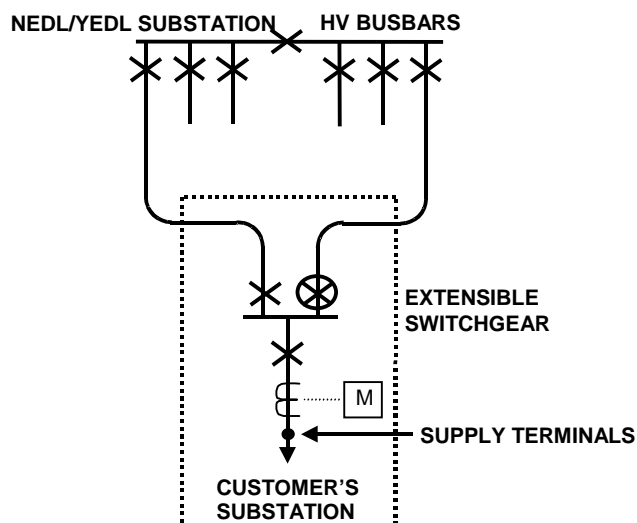 NEDL/YEDL SUBSTATION
HV BUSBARS
EXTENSIBLE
SWITCHGEAR
M
SUPPLY TERMINALS
CUSTOMER'S
SUBSTATION